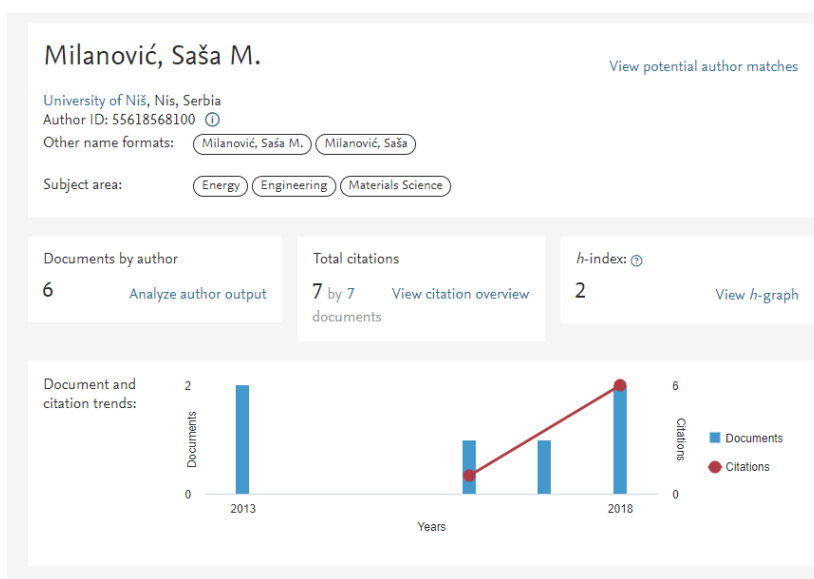 Milanović, Saša M.
View potential author matches
University of Niš, Nis, Serbia
Author ID: 55618568100
Other name formats: Milanović, Saśa M. Milanović, Saša
Subject area: Energy Engineering Materials Science
Documents by author
6 Analyze author output
Total citations
7 by 7 View citation overview
documents
h-index:
2 View h-graph
Document and
citation trends:
2
Documents
0
6
Citations
0
2013 2018
Years
Documents
Citations